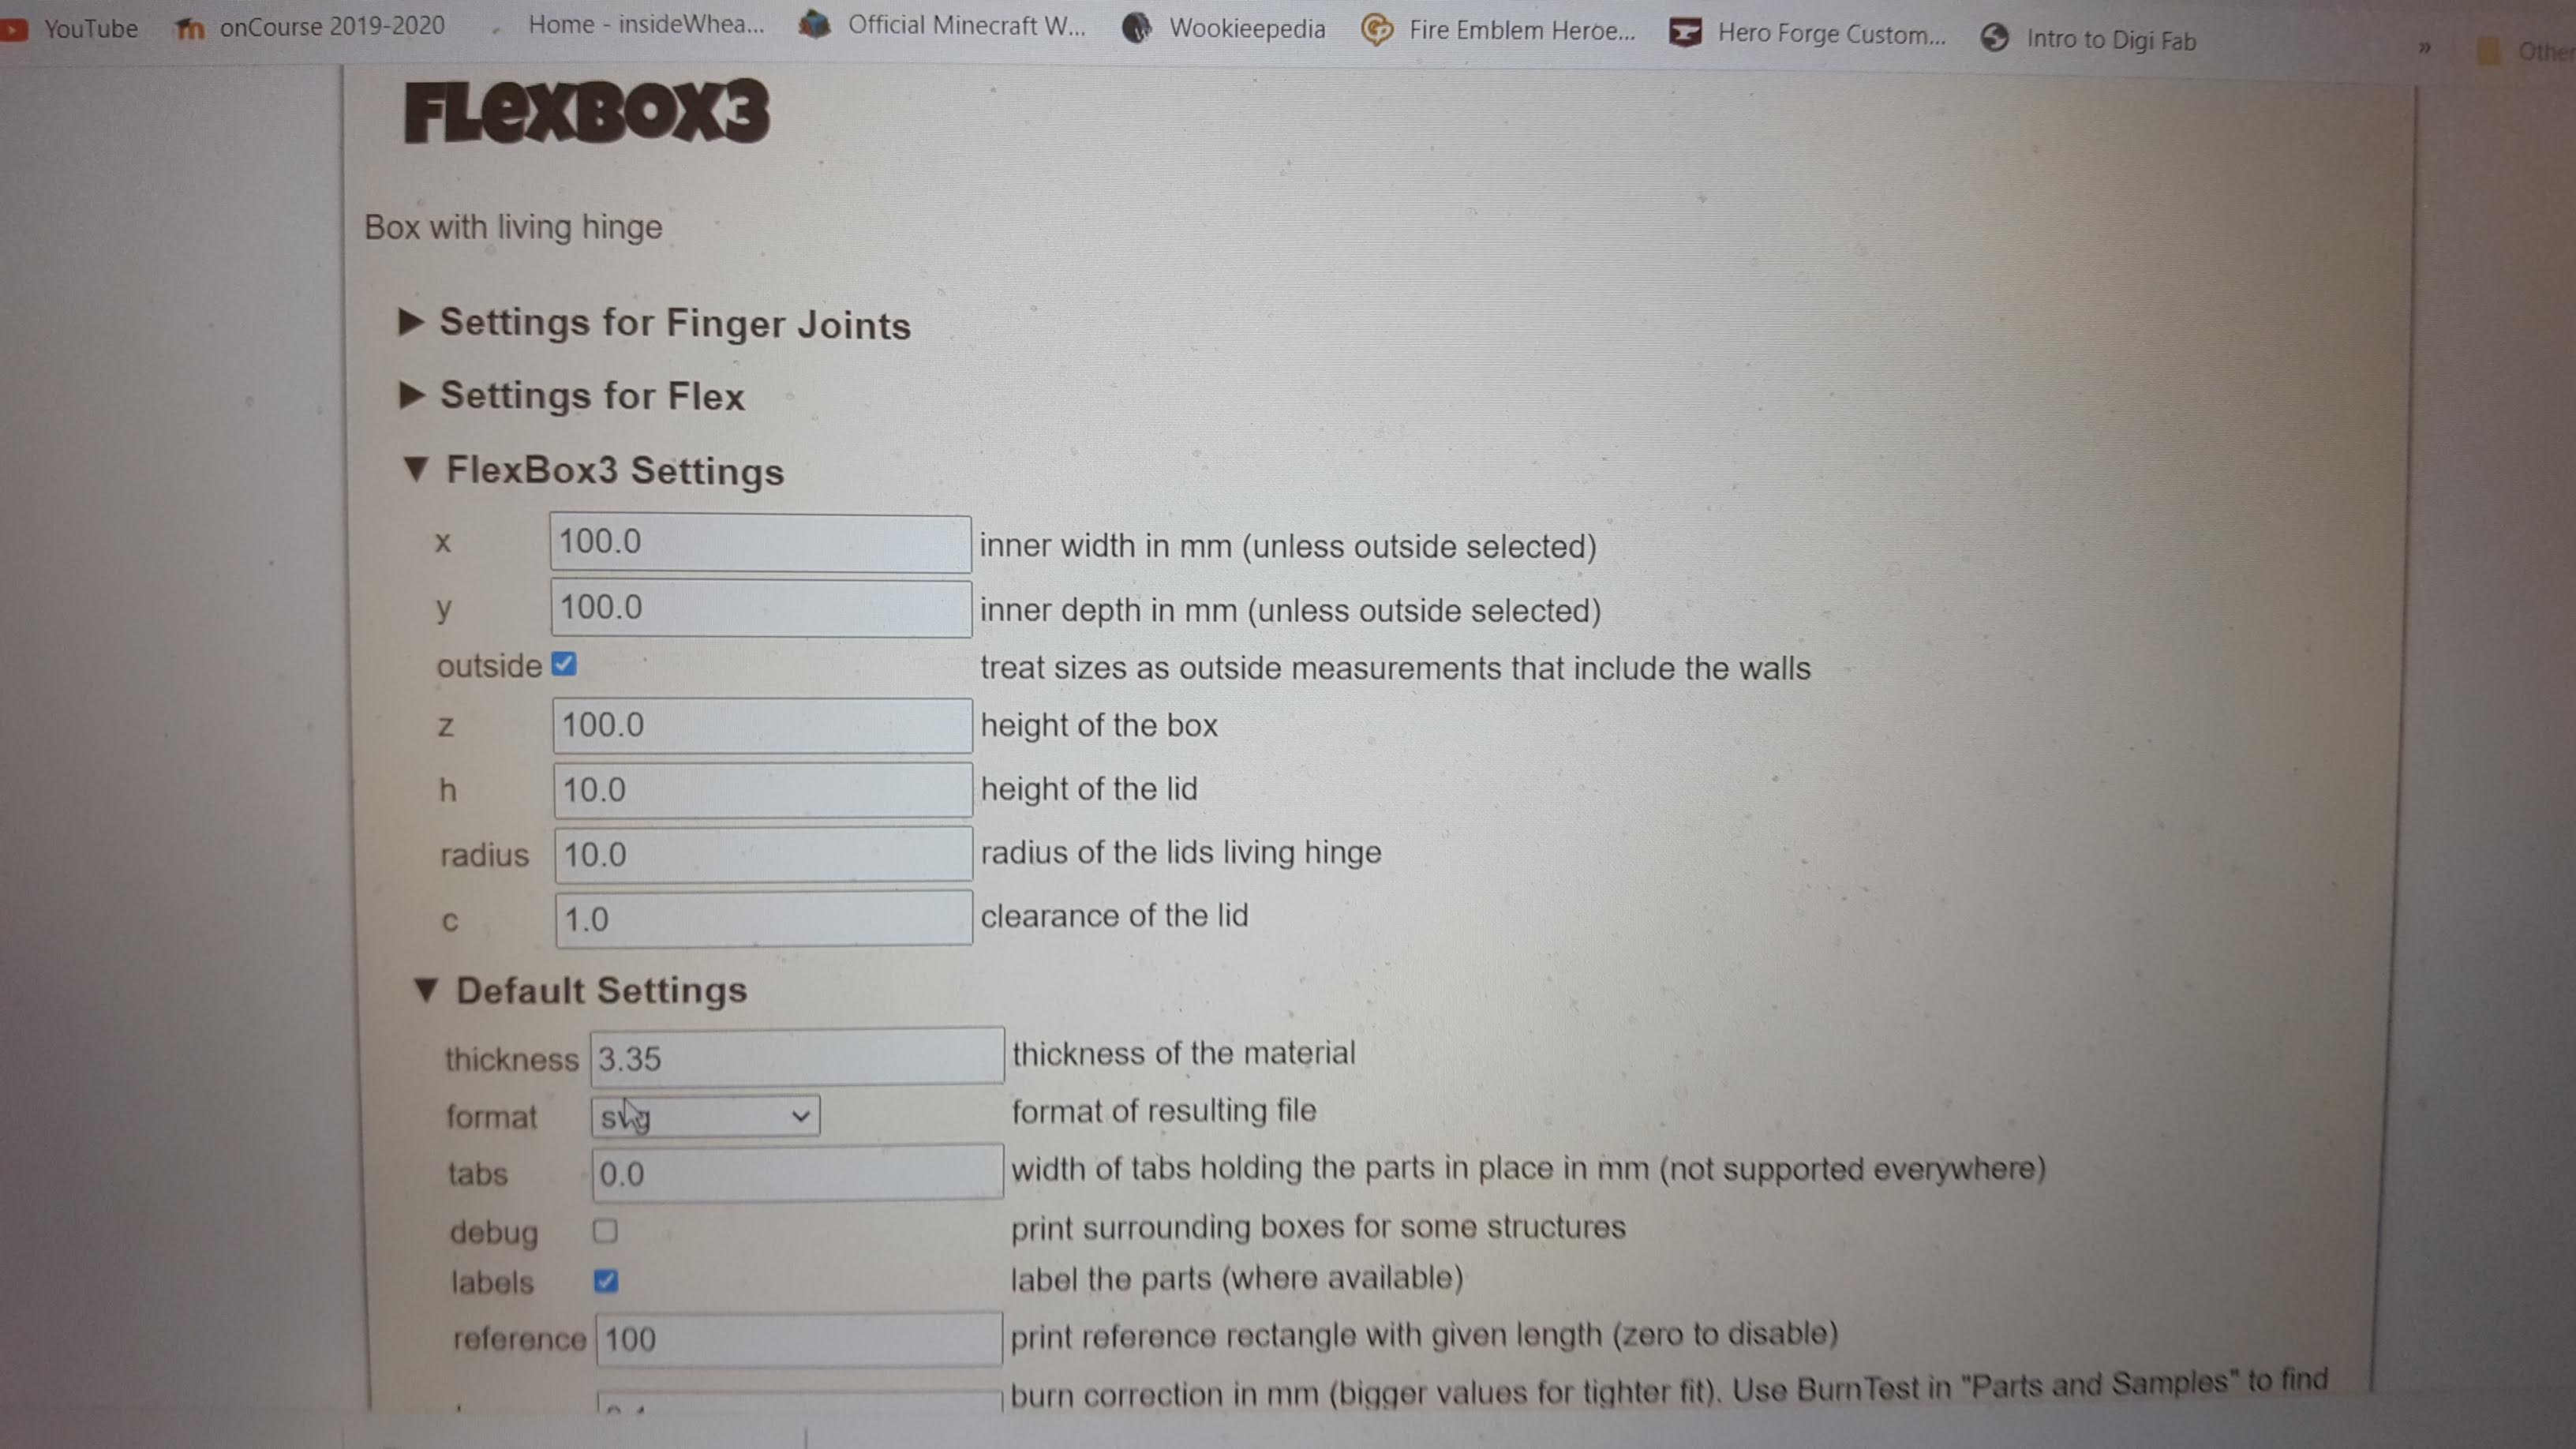 YouTube onCourse 2019-2020 Home - insideWhea... Official Minecraft W... Wookieepedia Fire Emblem Heroe... Hero Forge Custom... Intro to Digi Fab » Other
FLexBox3
Box with living hinge
▶ Settings for Finger Joints
▶ Settings for Flex
▼ FlexBox3 Settings
x 100.0 inner width in mm (unless outside selected)
y 100.0 inner depth in mm (unless outside selected)
outside treat sizes as outside measurements that include the walls
z 100.0 height of the box
h 10.0 height of the lid
radius 10.0 radius of the lids living hinge
c 1.0 clearance of the lid
▼ Default Settings
thickness 3.35 thickness of the material
format svg format of resulting file
tabs 0.0 width of tabs holding the parts in place in mm (not supported everywhere)
debug print surrounding boxes for some structures
labels label the parts (where available)
reference 100 print reference rectangle with given length (zero to disable)
burn correction in mm (bigger values for tighter fit). Use BurnTest in "Parts and Samples" to find